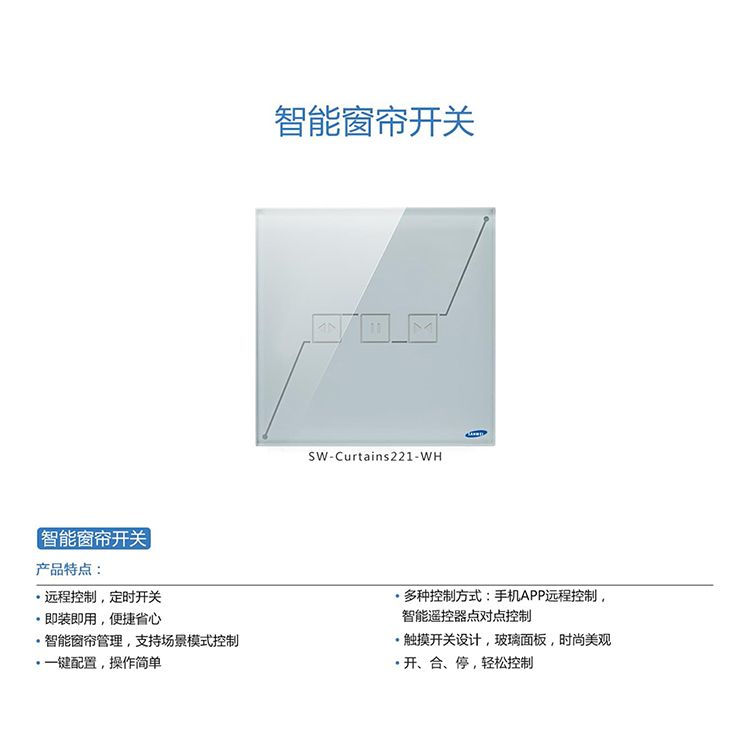 智能窗帘开关
SANWEI
SW-Curtains221-WH
智能窗帘开关
产品特点：
• 远程控制，定时开关
• 即装即用，便捷省心
• 智能窗帘管理，支持场景模式控制
• 一键配置，操作简单
• 多种控制方式：手机APP远程控制，
智能遥控器点对点控制
• 触摸开关设计，玻璃面板，时尚美观
• 开、合、停，轻松控制